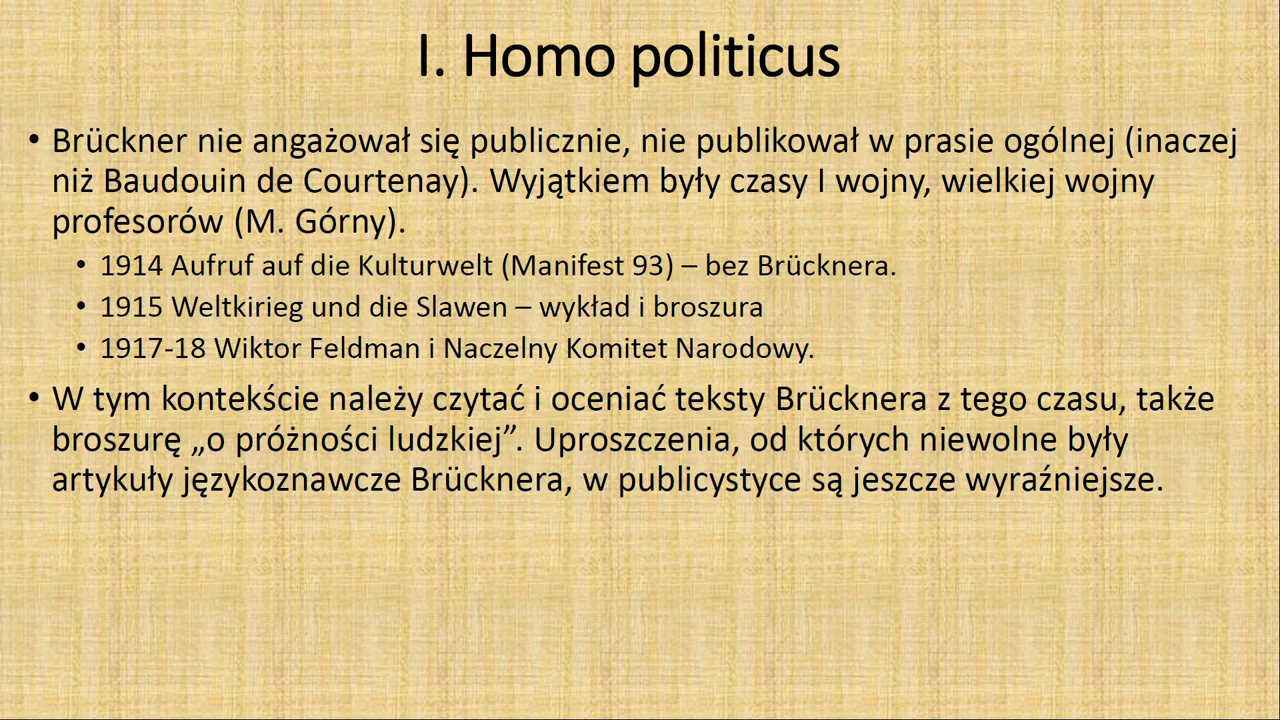 I. Homo politicus
• Brückner nie angażował się publicznie, nie publikował w prasie ogólnej (inaczej
niż Baudouin de Courtenay). Wyjątkiem były czasy I wojny, wielkiej wojny
profesorów (M. Górny).
• 1914 Aufruf auf die Kulturwelt (Manifest 93) – bez Brücknera.
• 1915 Weltkirieg und die Slawen – wykład i broszura
• 1917-18 Wiktor Feldman i Naczelny Komitet Narodowy.
• W tym kontekście należy czytać i oceniać teksty Brücknera z tego czasu, także
broszurę „o próżności ludzkiej”. Uproszczenia, od których niewolne były
artykuły językoznawcze Brücknera, w publicystyce są jeszcze wyraźniejsze.